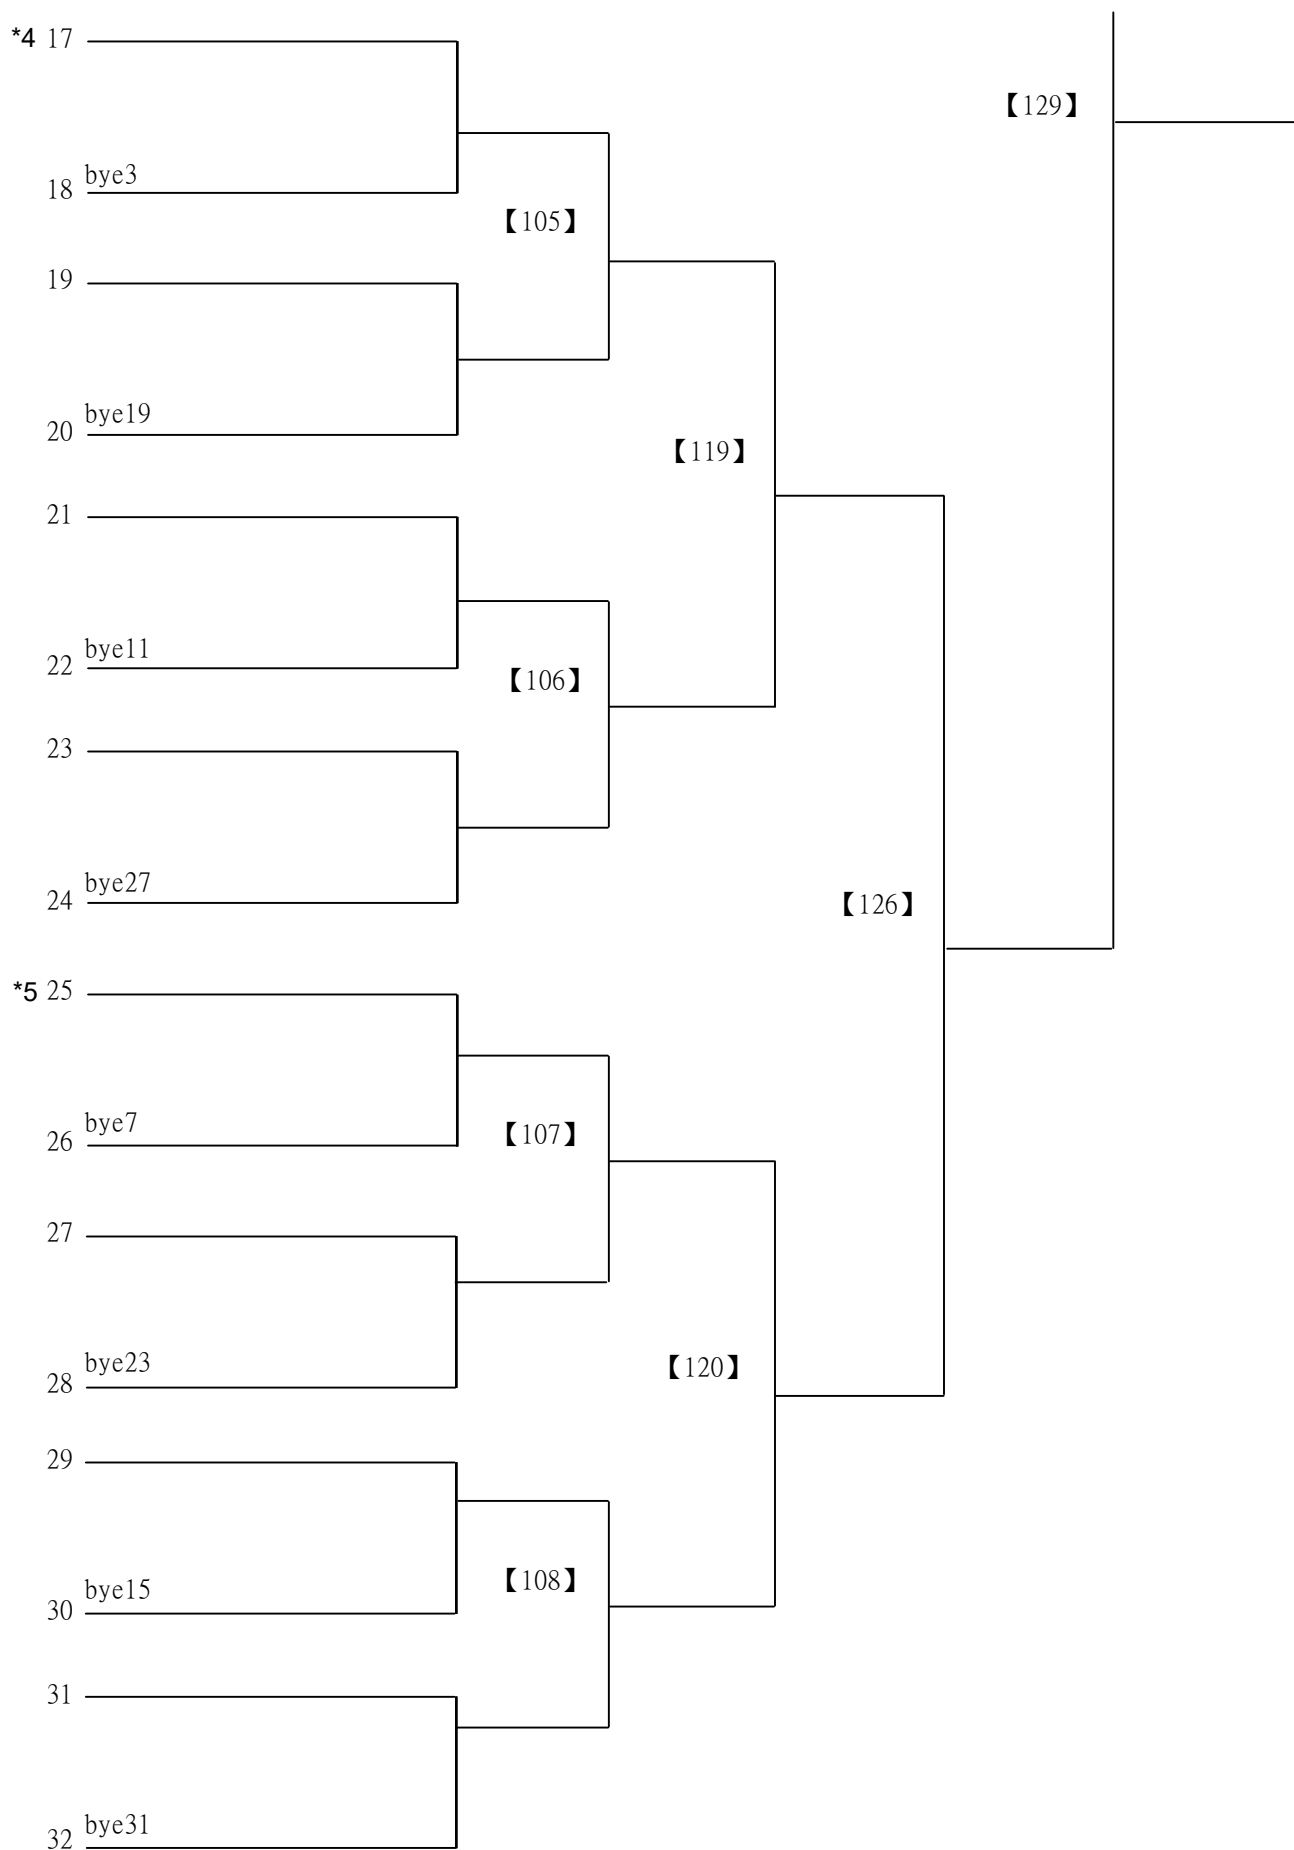 *4 17
【129】
18 bye3
【105】
19
20 bye19
【119】
21
22 bye11
【106】
23
24 bye27
【126】
*5 25
26 bye7
【107】
27
28 bye23
【120】
29
30 bye15
【108】
31
32 bye31